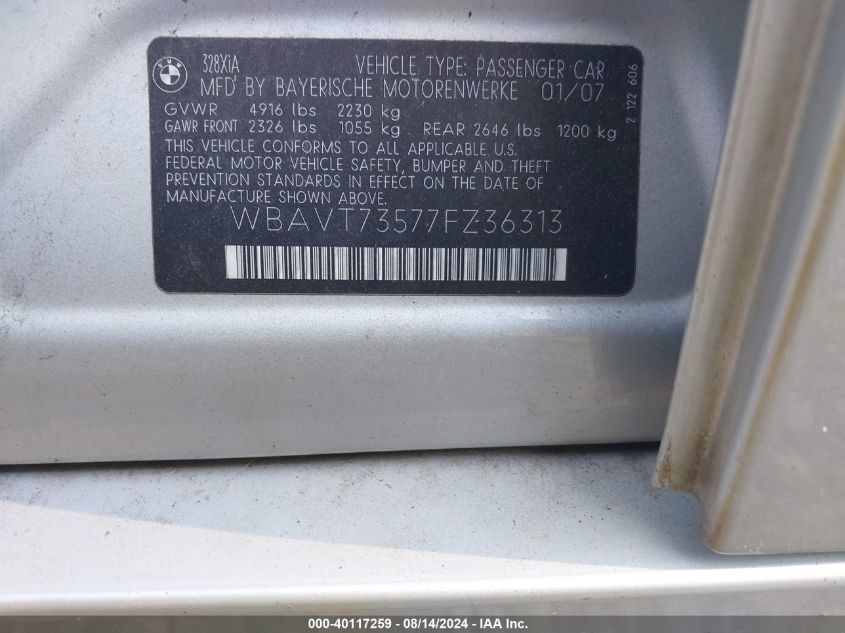 BMW
328XiA
VEHICLE TYPE: PASSENGER CAR
MFD BY BAYERISCHE MOTORENWERKE 01/07
GVWR 4916 lbs 2230 kg
GAWR FRONT 2326 lbs 1055 kg REAR 2646 lbs 1200 kg
THIS VEHICLE CONFORMS TO ALL APPLICABLE U.S.
FEDERAL MOTOR VEHICLE SAFETY, BUMPER AND THEFT
PREVENTION STANDARDS IN EFFECT ON THE DATE OF
MANUFACTURE SHOWN ABOVE.
WBAVT73577FZ36313
2 122 606
000-40117259 - 08/14/2024 - IAA Inc.